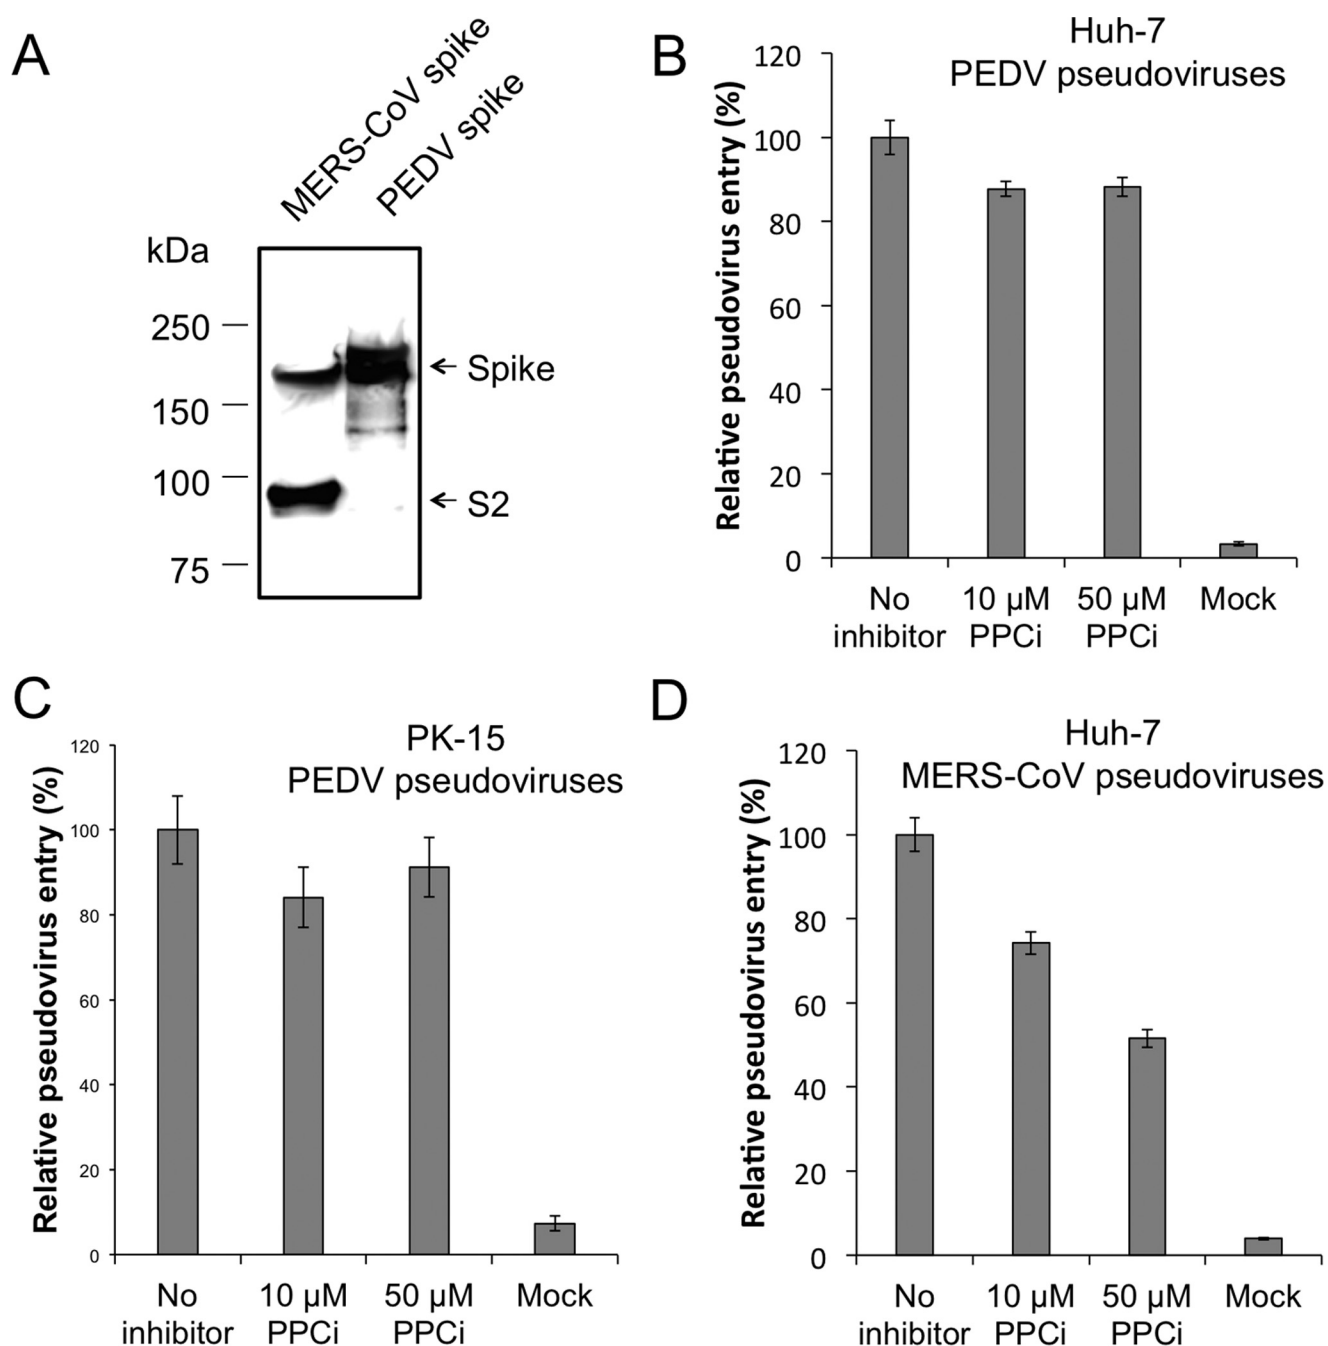 A
MERS-CoV spike
PEDV spike
kDa
250
150
100
75
Spike
S2
B
Huh-7
PEDV pseudoviruses
Relative pseudovirus entry (%)
120
100
80
60
40
20
0
No inhibitor
10 µM PPCi
50 µM PPCi
Mock
C
PK-15
PEDV pseudoviruses
Relative pseudovirus entry (%)
120
100
80
60
40
20
0
No inhibitor
10 µM PPCi
50 µM PPCi
Mock
D
Huh-7
MERS-CoV pseudoviruses
Relative pseudovirus entry (%)
120
100
80
60
40
20
0
No inhibitor
10 µM PPCi
50 µM PPCi
Mock